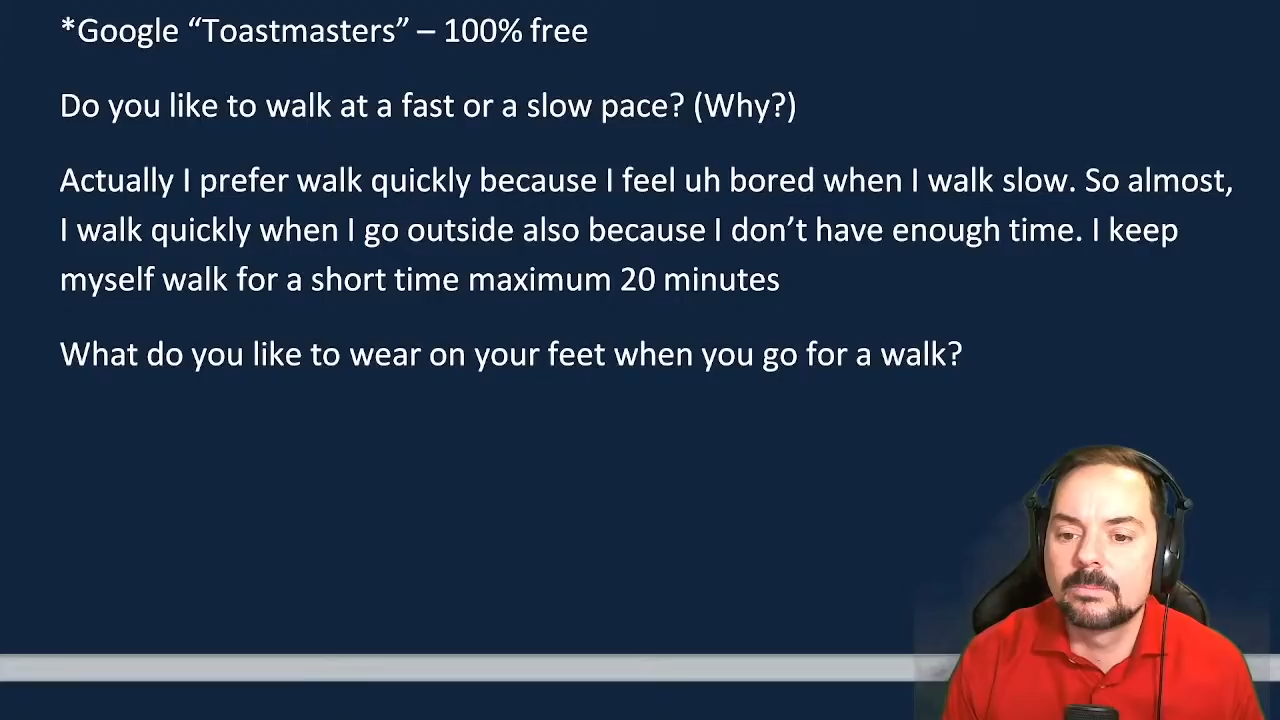 *Google “Toastmasters” – 100% free
Do you like to walk at a fast or a slow pace? (Why?)
Actually I prefer walk quickly because I feel uh bored when I walk slow. So almost,
I walk quickly when I go outside also because I don’t have enough time. I keep
myself walk for a short time maximum 20 minutes
What do you like to wear on your feet when you go for a walk?